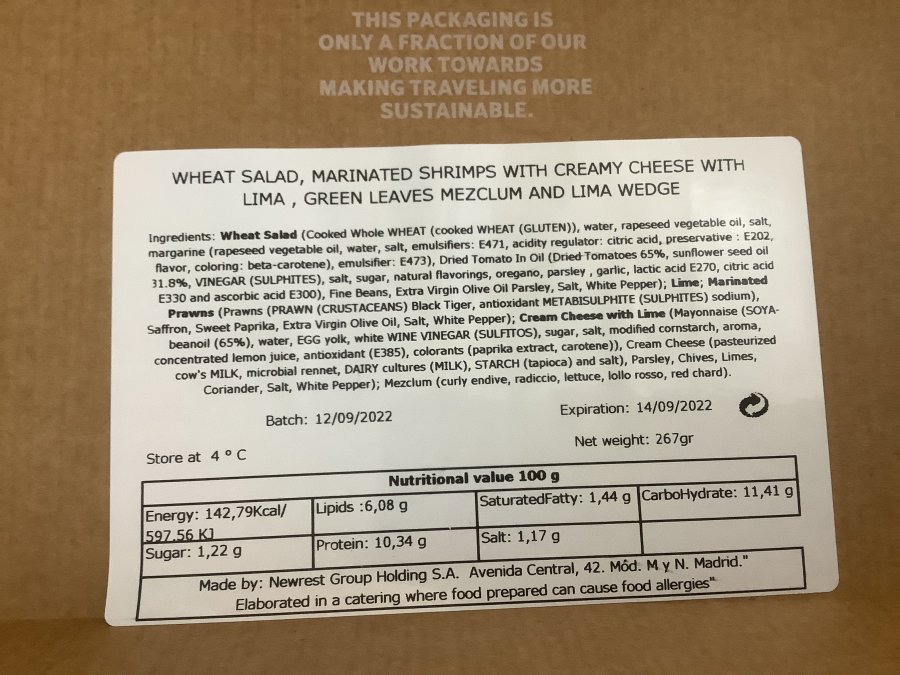 THIS PACKAGING IS
ONLY A FRACTION OF OUR
WORK TOWARDS
MAKING TRAVELING MORE
SUSTAINABLE.
WHEAT SALAD, MARINATED SHRIMPS WITH CREAMY CHEESE WITH
LIMA , GREEN LEAVES MEZCLUM AND LIMA WEDGE
Ingredients: Wheat Salad (Cooked Whole WHEAT (cooked WHEAT (GLUTEN)), water, rapeseed vegetable oil, salt,
margarine (rapeseed vegetable oil, water, salt, emulsifiers: E471, acidity regulator: citric acid, preservative : E202,
flavor, coloring: beta-carotene), emulsifier: E473), Dried Tomato In Oil (Dried Tomatoes 65%, sunflower seed oil
31.8%, VINEGAR (SULPHITES), salt, sugar, natural flavorings, oregano, parsley , garlic, lactic acid E270, citric acid
E330 and ascorbic acid E300), Fine Beans, Extra Virgin Olive Oil Parsley, Salt, White Pepper); Lime; Marinated
Prawns (Prawns (PRAWN (CRUSTACEANS) Black Tiger, antioxidant METABISULPHITE (SULPHITES) sodium),
Saffron, Sweet Paprika, Extra Virgin Olive Oil, Salt, White Pepper); Cream Cheese with Lime (Mayonnaise (SOYA-
beanoil (65%), water, EGG yolk, white WINE VINEGAR (SULFITOS), sugar, salt, modified cornstarch, aroma,
concentrated lemon juice, antioxidant (E385), colorants (paprika extract, carotene)), Cream Cheese (pasteurized
cow's MILK, microbial rennet, DAIRY cultures (MILK), STARCH (tapioca) and salt), Parsley, Chives, Limes,
Coriander, Salt, White Pepper); Mezclum (curly endive, radiccio, lettuce, lollo rosso, red chard).
Batch: 12/09/2022
Expiration: 14/09/2022
Net weight: 267gr
Store at 4 º C
Nutritional value 100 g
Energy: 142,79Kcal/
597.56 KJ
Lipids :6,08 g
SaturatedFatty: 1,44 g
CarboHydrate: 11,41 g
Sugar: 1,22 g
Protein: 10,34 g
Salt: 1,17 g
Made by: Newrest Group Holding S.A. Avenida Central, 42. Mód. M y N. Madrid."
Elaborated in a catering where food prepared can cause food allergies"